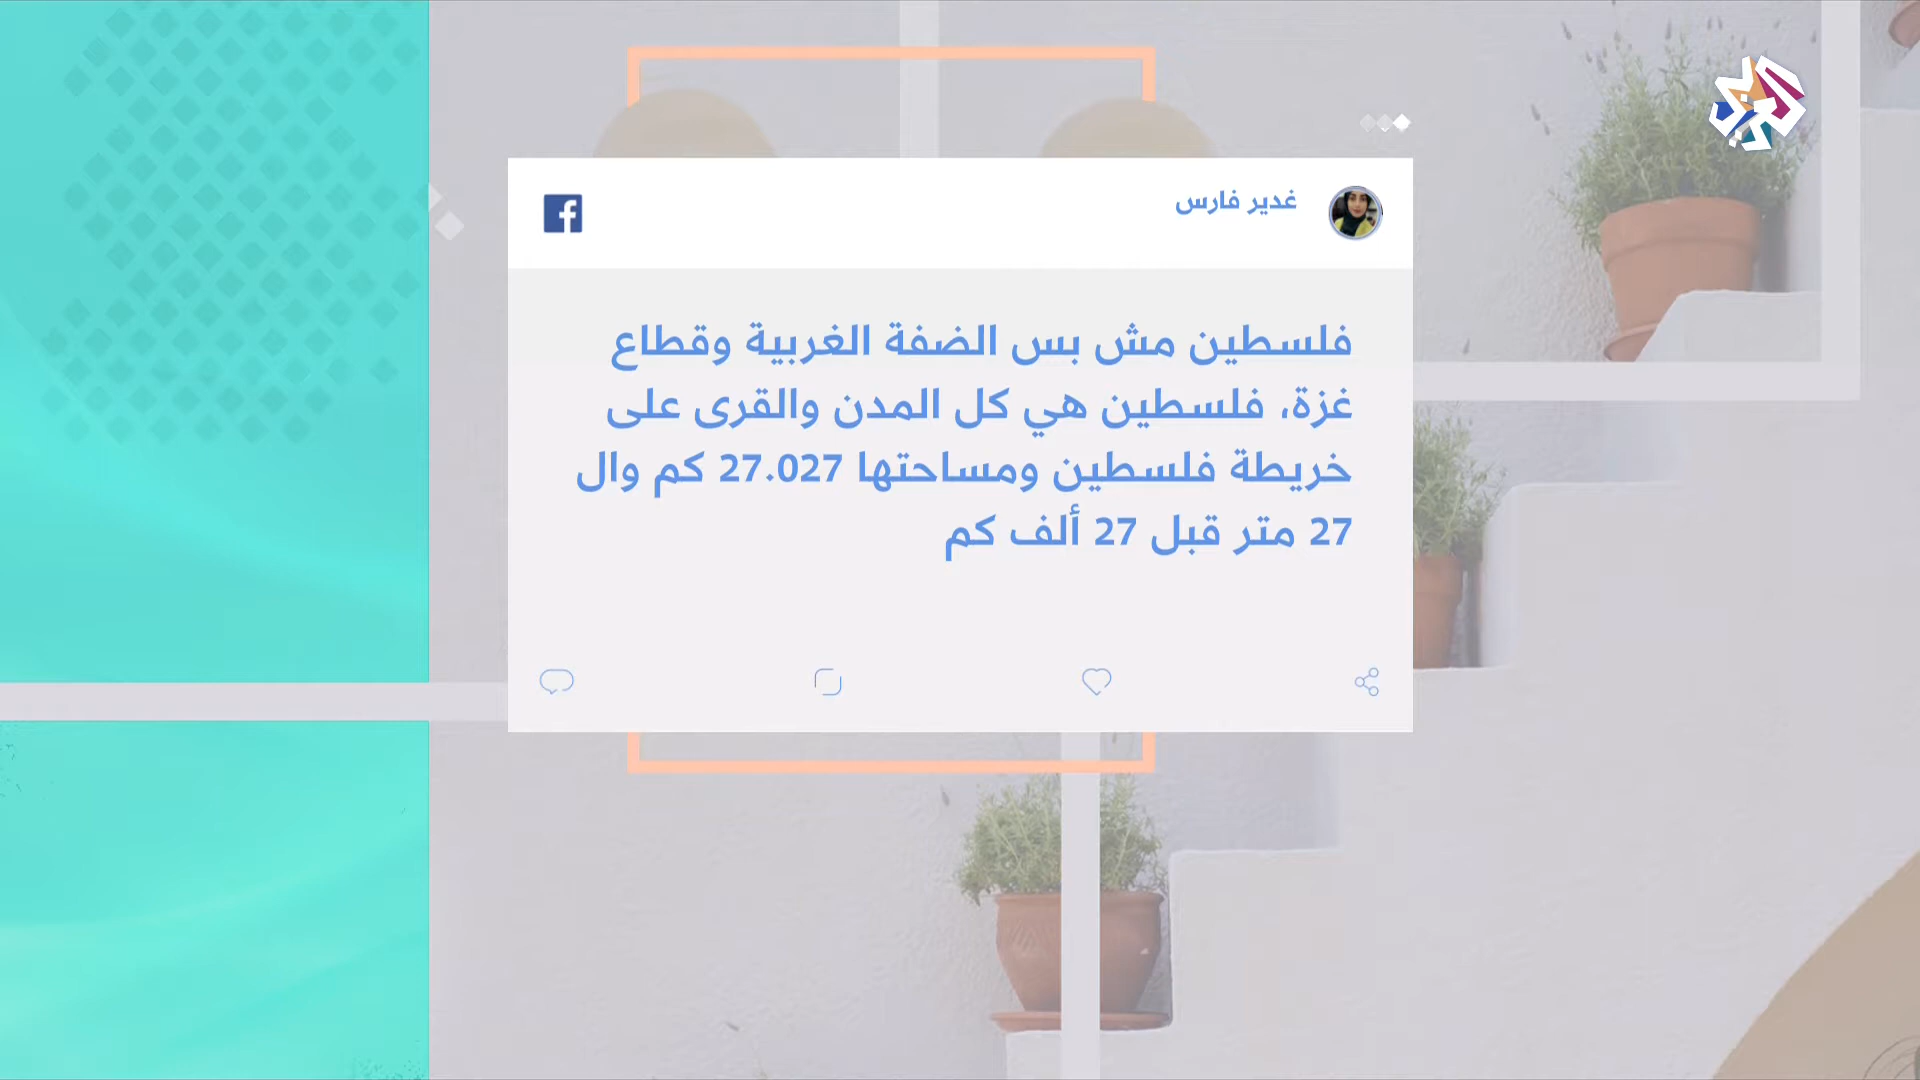 غدير فارس
فلسطين مش بس الضفة الغربية وقطاع
غزة، فلسطين هي كل المدن والقرى على
خريطة فلسطين ومساحتها 27.027 كم وال
27 متر قبل 27 ألف كم